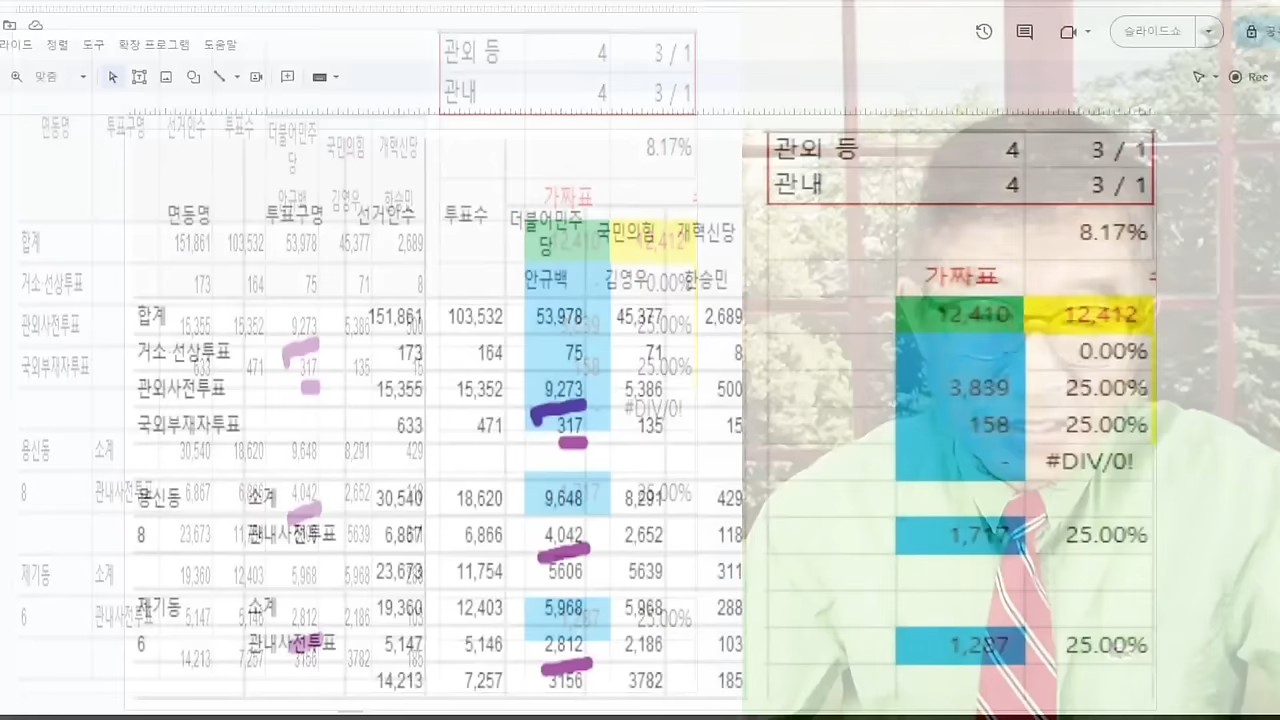 라이드 정렬 도구 확장 프로그램 도움말
슬라이드쇼
맞춤
Rec
관외 등 4 3 / 1
관내 4 3 / 1
8.17%
면동명 투표구명 선거인수 투표수 더불어민주당 국민의힘 개혁신당
안규백 김영우 한승민
합계 151,861 103,532 53,978 45,377 2,689
거소·선상투표 173 164 75 71 8
관외사전투표 15,355 15,352 9,273 5,386 500
국외부재자투표 633 471 317 135 15
용신동 소계 30,540 18,620 9,648 8,291 429
8 관내사전투표 6,867 6,866 4,042 2,652 118
23,673 11,754 5606 5639 311
제기동 소계 19,360 12,403 5,968 5,968 288
6 관내사전투표 5,147 5,146 2,812 2,186 103
14,213 7,257 3156 3782 185
관외 등 4 3 / 1
관내 4 3 / 1
8.17%
가짜표
12,410 12,412
0.00%
3,839 25.00%
158 25.00%
- #DIV/0!
1,717 25.00%
1,287 25.00%